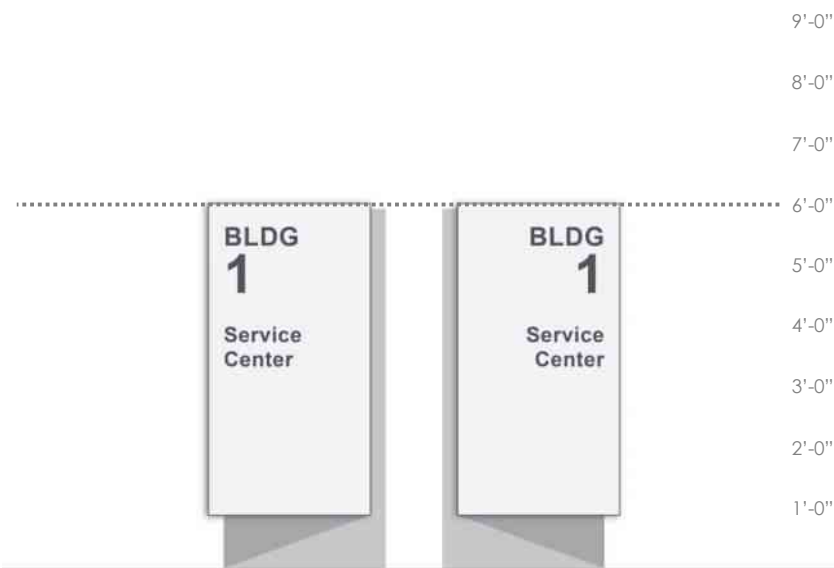 9'-0"
8'-0"
7'-0"
6'-0"
BLDG
1
Service
Center
BLDG
1
Service
Center
5'-0"
4'-0"
3'-0"
2'-0"
1'-0"